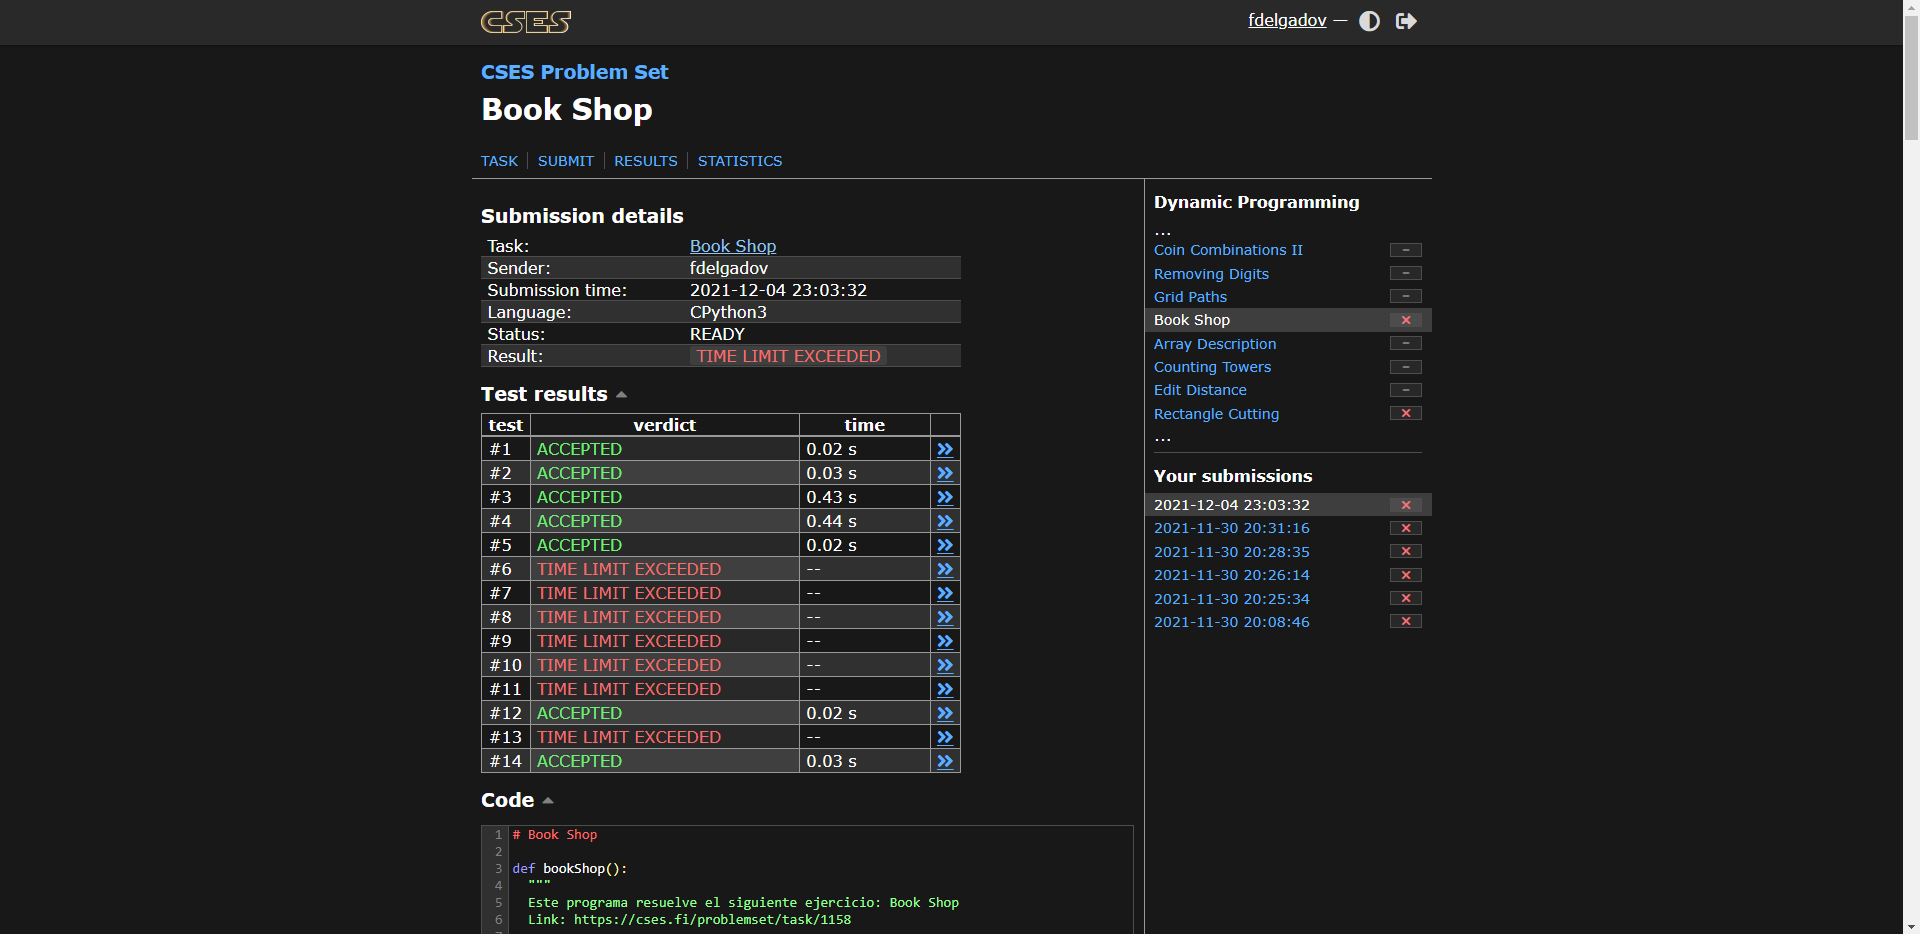 CSES
fdelgadov —
CSES Problem Set
Book Shop
TASK SUBMIT RESULTS STATISTICS
Submission details
Task: Book Shop
Sender: fdelgadov
Submission time: 2021-12-04 23:03:32
Language: CPython3
Status: READY
Result: TIME LIMIT EXCEEDED
Test results
test verdict time
#1 ACCEPTED 0.02 s »
#2 ACCEPTED 0.03 s »
#3 ACCEPTED 0.43 s »
#4 ACCEPTED 0.44 s »
#5 ACCEPTED 0.02 s »
#6 TIME LIMIT EXCEEDED -- »
#7 TIME LIMIT EXCEEDED -- »
#8 TIME LIMIT EXCEEDED -- »
#9 TIME LIMIT EXCEEDED -- »
#10 TIME LIMIT EXCEEDED -- »
#11 TIME LIMIT EXCEEDED -- »
#12 ACCEPTED 0.02 s »
#13 TIME LIMIT EXCEEDED -- »
#14 ACCEPTED 0.03 s »
Code
1 # Book Shop
2
3 def bookShop():
4 """
5 Este programa resuelve el siguiente ejercicio: Book Shop
6 Link: https://cses.fi/problemset/task/1158
Dynamic Programming
...
Coin Combinations II –
Removing Digits –
Grid Paths –
Book Shop ×
Array Description –
Counting Towers –
Edit Distance –
Rectangle Cutting ×
...
Your submissions
2021-12-04 23:03:32 ×
2021-11-30 20:31:16 ×
2021-11-30 20:28:35 ×
2021-11-30 20:26:14 ×
2021-11-30 20:25:34 ×
2021-11-30 20:08:46 ×